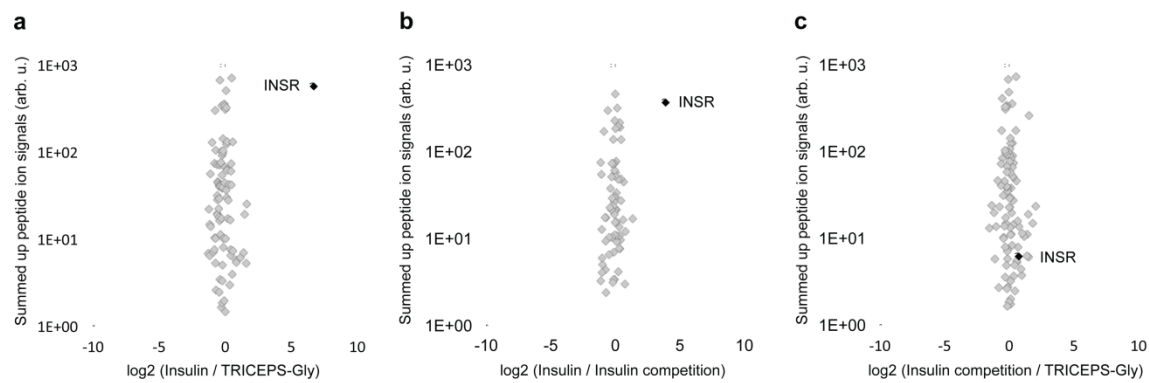 a
Summed up peptide ion signals (arb. u.)
1E+03
1E+02
1E+01
1E+00
INSR
-10 -5 0 5 10
log2 (Insulin / TRICEPS-Gly)
b
Summed up peptide ion signals (arb. u.)
1E+03
1E+02
1E+01
1E+00
INSR
-10 -5 0 5 10
log2 (Insulin / Insulin competition)
c
Summed up peptide ion signals (arb. u.)
1E+03
1E+02
1E+01
1E+00
INSR
-10 -5 0 5 10
log2 (Insulin competition / TRICEPS-Gly)